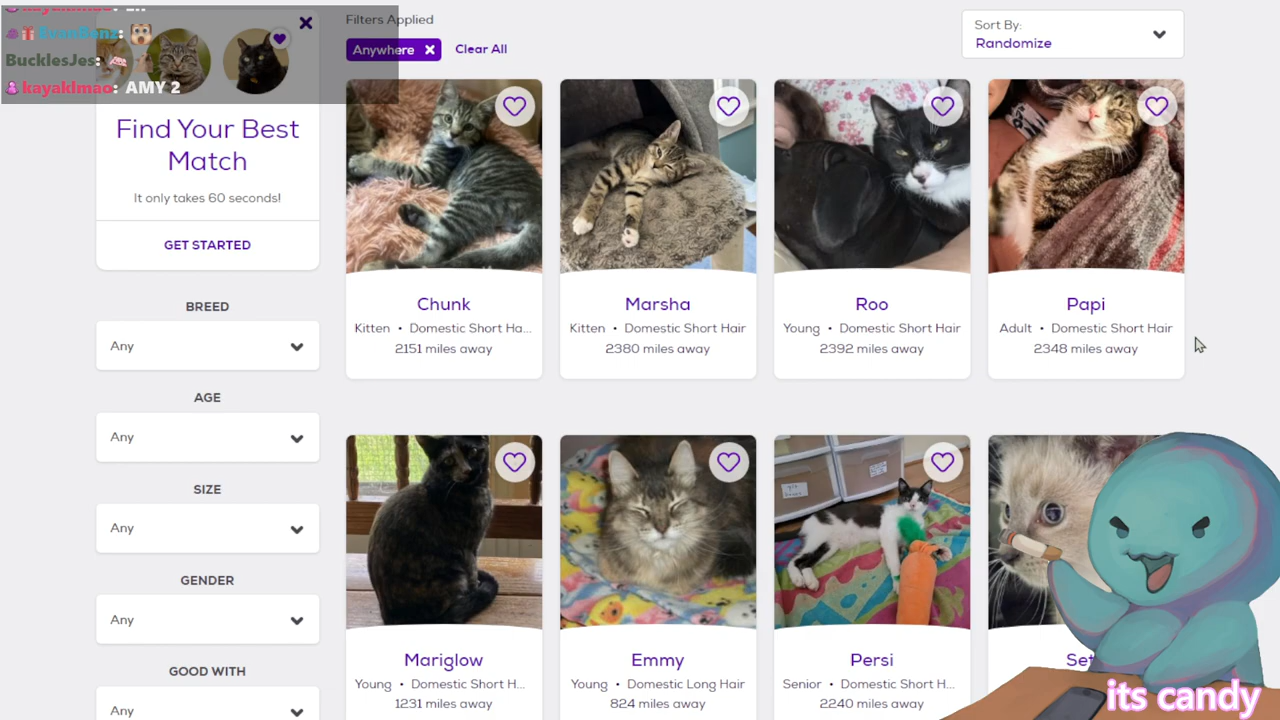 EvanBenz:
BucklesJes:
kayaklmao: AMY 2
Find Your Best
Match
It only takes 60 seconds!
GET STARTED
BREED
Any
AGE
Any
SIZE
Any
GENDER
Any
GOOD WITH
Any
Filters Applied
Anywhere
Clear All
Sort By:
Randomize
Chunk
Kitten • Domestic Short Ha...
2151 miles away
Marsha
Kitten • Domestic Short Hair
2380 miles away
Roo
Young • Domestic Short Hair
2392 miles away
Papi
Adult • Domestic Short Hair
2348 miles away
Mariglow
Young • Domestic Short H...
1231 miles away
Emmy
Young • Domestic Long Hair
824 miles away
Persi
Senior • Domestic Short H...
2240 miles away
its candy